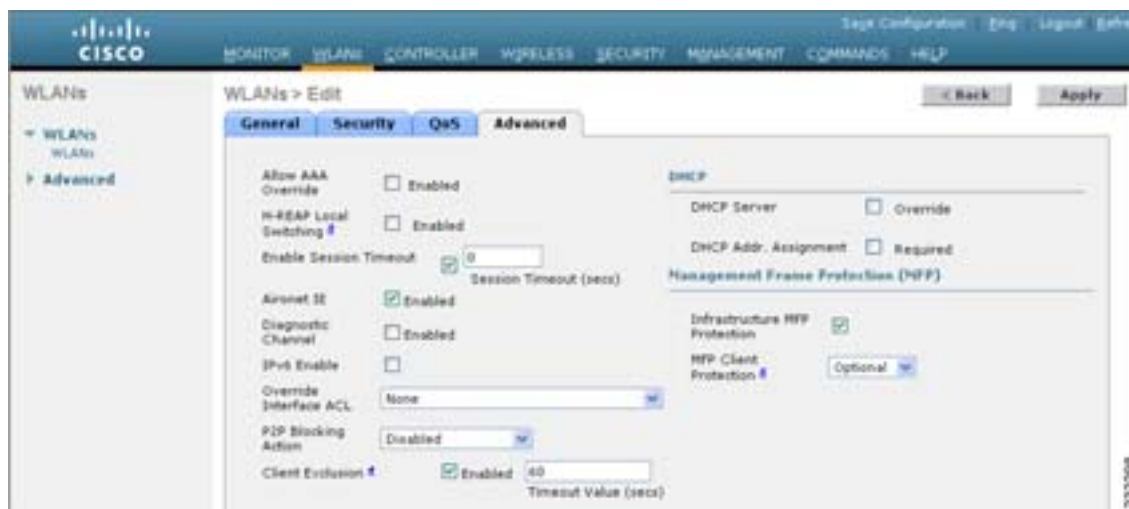 Sage Configuration Ping Logout Refre
CISCO
MONITOR WLANs CONTROLLER WIRELESS SECURITY MANAGEMENT COMMANDS HELP
WLANs
WLANs > Edit
< Back
Apply
WLANs
WLANs
Advanced
General Security QoS Advanced
Allow AAA Override Enabled
H-REAP Local Switching 2 Enabled
Enable Session Timeout 0
Session Timeout (secs)
Aironet IE Enabled
Diagnostic Channel Enabled
IPv6 Enable
Override Interface ACL None
P2P Blocking Action Disabled
Client Exclusion Enabled 60
Timeout Value (secs)
DHCP
DHCP Server Override
DHCP Addr. Assignment Required
Management Frame Protection (MFP)
Infrastructure MFP Protection
MFP Client Protection Optional